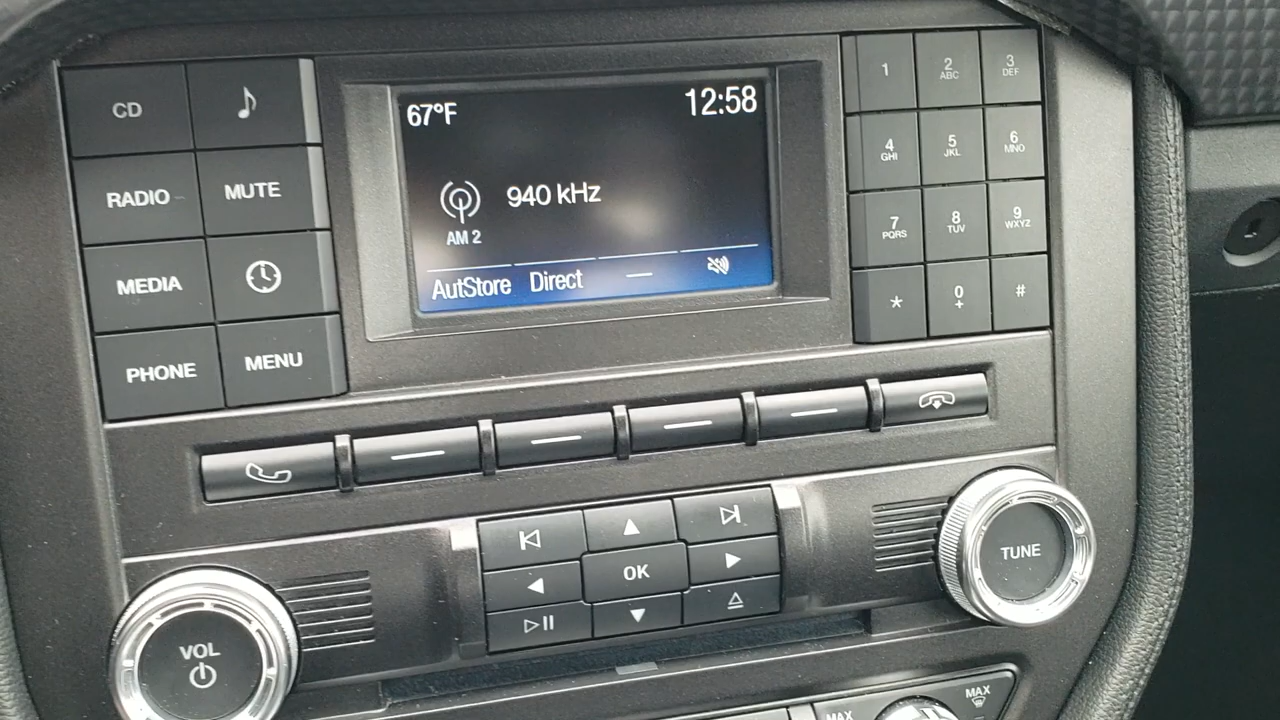 CD
RADIO
MUTE
MEDIA
PHONE
MENU
67°F
12:58
940 kHz
AM 2
AutStore Direct
1
2 ABC
3 DEF
4 GHI
5 JKL
6 MNO
7 PQRS
8 TUV
9 WXYZ
*
0 +
#
OK
VOL
TUNE
MAX
MAX